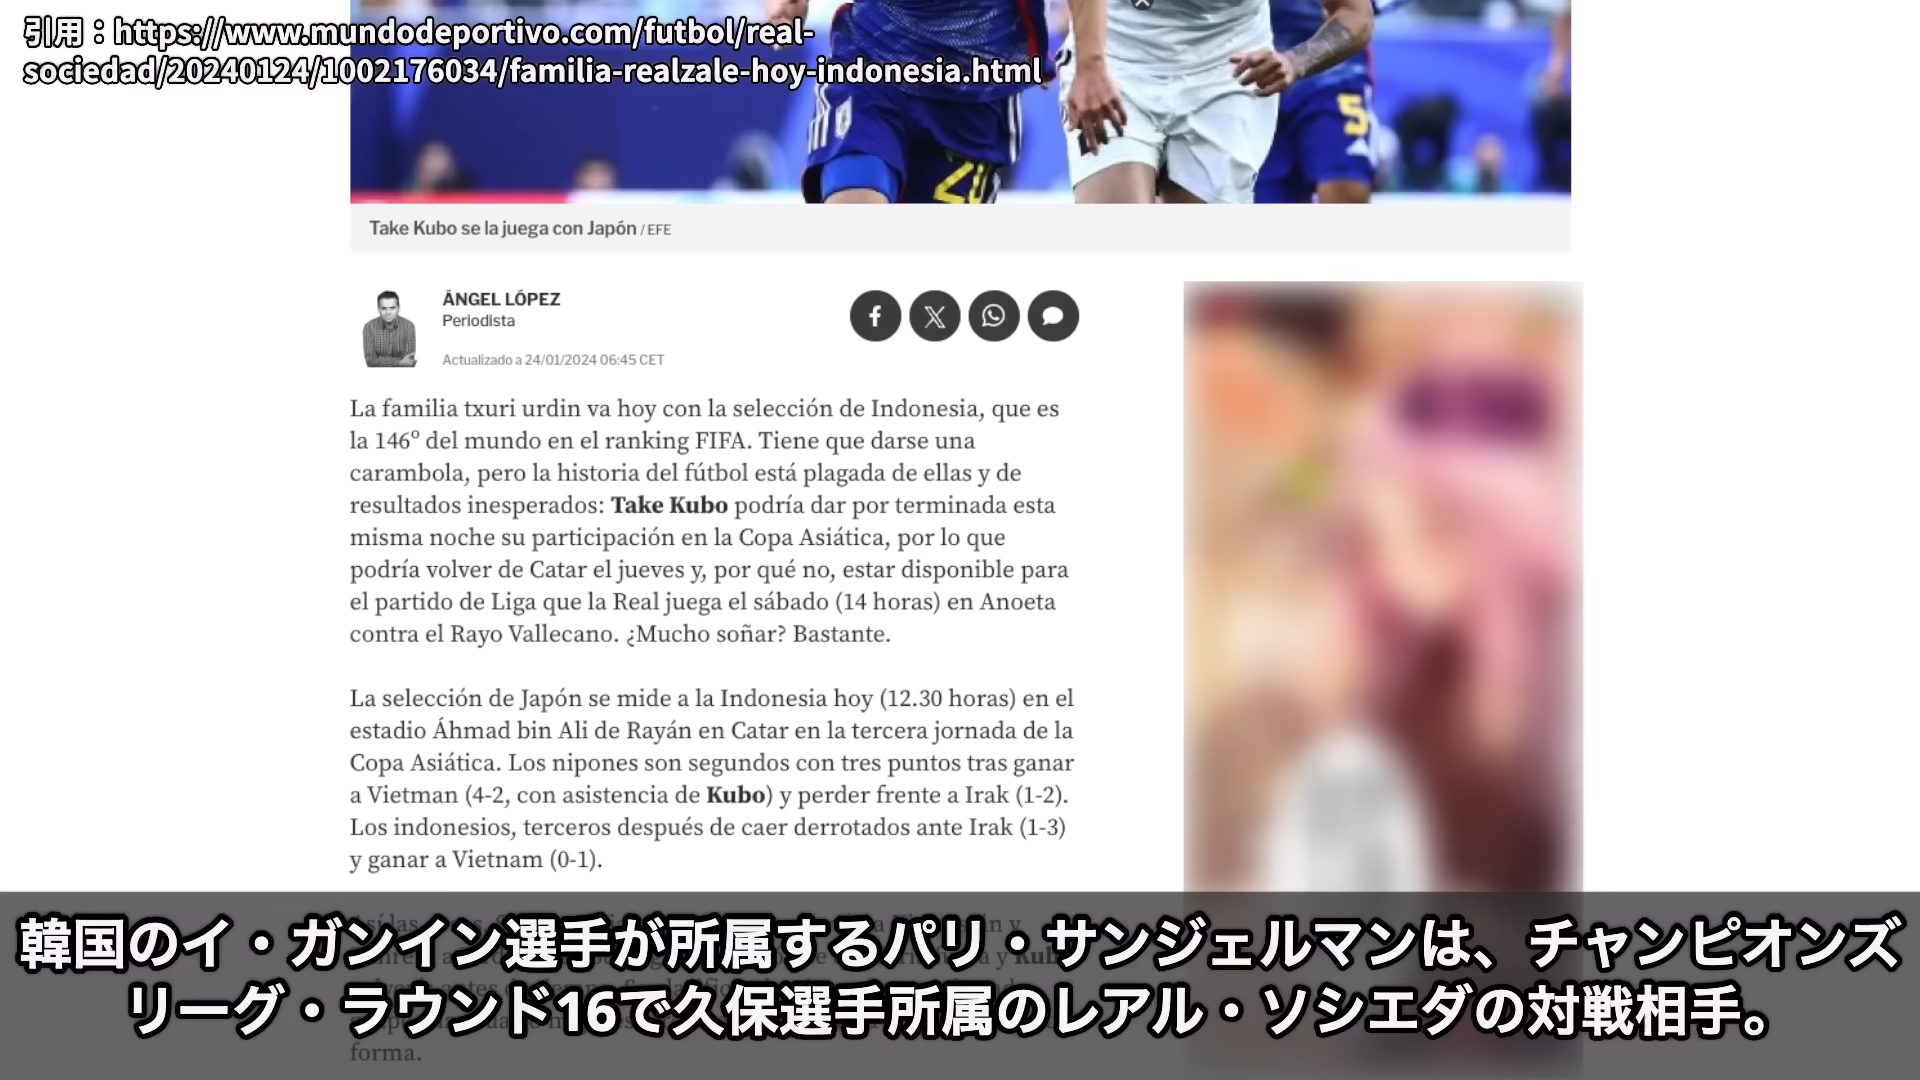 引用：https://www.mundodeportivo.com/futbol/real-
sociedad/20240124/1002176034/familia-realzale-hoy-indonesia.html
20
5
Take Kubo se la juega con Japón / EFE
ÁNGEL LÓPEZ
Periodista
Actualizado a 24/01/2024 06:45 CET
La familia txuri urdin va hoy con la selección de Indonesia, que es
la 146º del mundo en el ranking FIFA. Tiene que darse una
carambola, pero la historia del fútbol está plagada de ellas y de
resultados inesperados: Take Kubo podría dar por terminada esta
misma noche su participación en la Copa Asiática, por lo que
podría volver de Catar el jueves y, por qué no, estar disponible para
el partido de Liga que la Real juega el sábado (14 horas) en Anoeta
contra el Rayo Vallecano. ¿Mucho soñar? Bastante.
La selección de Japón se mide a la Indonesia hoy (12.30 horas) en el
estadio Áhmad bin Ali de Rayán en Catar en la tercera jornada de la
Copa Asiática. Los nipones son segundos con tres puntos tras ganar
a Vietman (4-2, con asistencia de Kubo) y perder frente a Irak (1-2).
Los indonesios, terceros después de caer derrotados ante Irak (1-3)
y ganar a Vietnam (0-1).
韓国のイ・ガンイン選手が所属するパリ・サンジェルマンは、チャンピオンズ
リーグ・ラウンド16で久保選手所属のレアル・ソシエダの対戦相手。
forma.